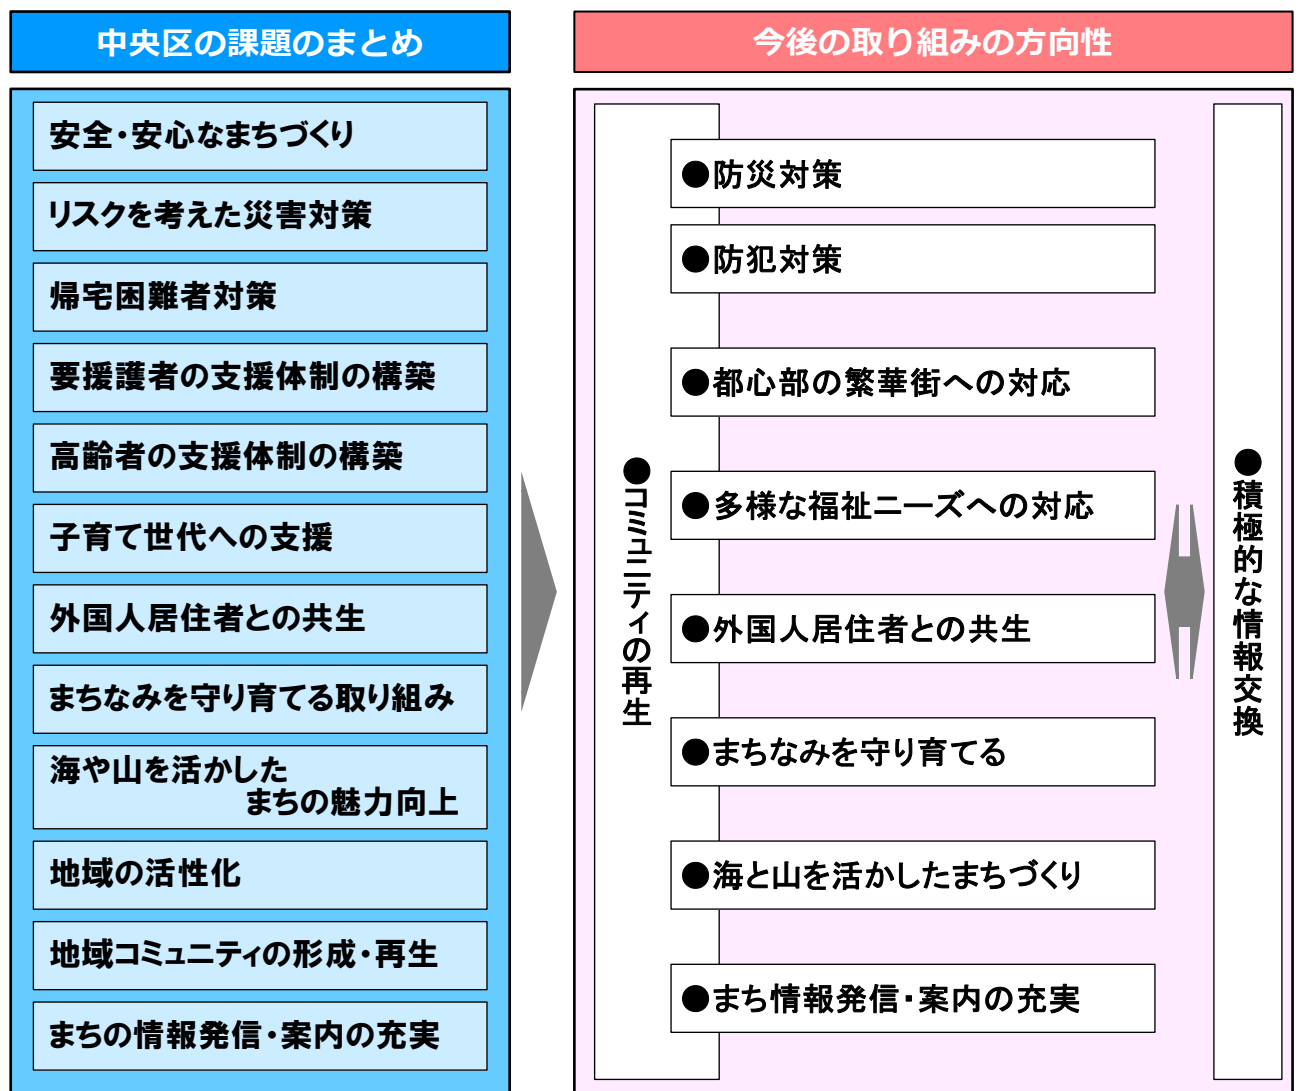 中央区の課題のまとめ
安全・安心なまちづくり
リスクを考えた災害対策
帰宅困難者対策
要援護者の支援体制の構築
高齢者の支援体制の構築
子育て世代への支援
外国人居住者との共生
まちなみを守り育てる取り組み
海や山を活かした
まちの魅力向上
地域の活性化
地域コミュニティの形成・再生
まちの情報発信・案内の充実
今後の取り組みの方向性
●コミュニティの再生
●防災対策
●防犯対策
●都心部の繁華街への対応
●多様な福祉ニーズへの対応
●外国人居住者との共生
●まちなみを守り育てる
●海と山を活かしたまちづくり
●まち情報発信・案内の充実
●積極的な情報交換